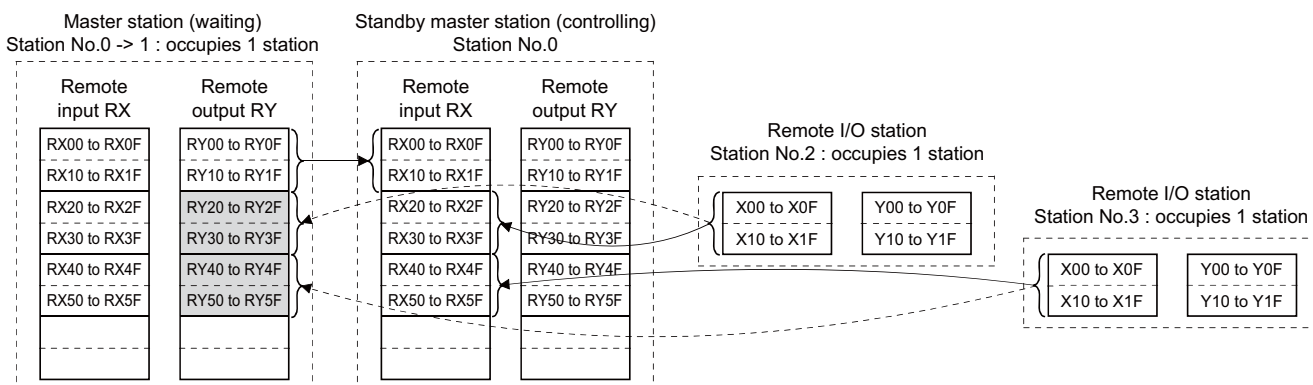 Master station (waiting)
Station No.0 -> 1 : occupies 1 station
Remote
input RX
Remote
output RY
RX00 to RX0F
RX10 to RX1F
RX20 to RX2F
RX30 to RX3F
RX40 to RX4F
RX50 to RX5F
RY00 to RY0F
RY10 to RY1F
RY20 to RY2F
RY30 to RY3F
RY40 to RY4F
RY50 to RY5F
Standby master station (controlling)
Station No.0
Remote
input RX
Remote
output RY
RX00 to RX0F
RX10 to RX1F
RX20 to RX2F
RX30 to RX3F
RX40 to RX4F
RX50 to RX5F
RY00 to RY0F
RY10 to RY1F
RY20 to RY2F
RY30 to RY3F
RY40 to RY4F
RY50 to RY5F
Remote I/O station
Station No.2 : occupies 1 station
X00 to X0F
X10 to X1F
Y00 to Y0F
Y10 to Y1F
Remote I/O station
Station No.3 : occupies 1 station
X00 to X0F
X10 to X1F
Y00 to Y0F
Y10 to Y1F